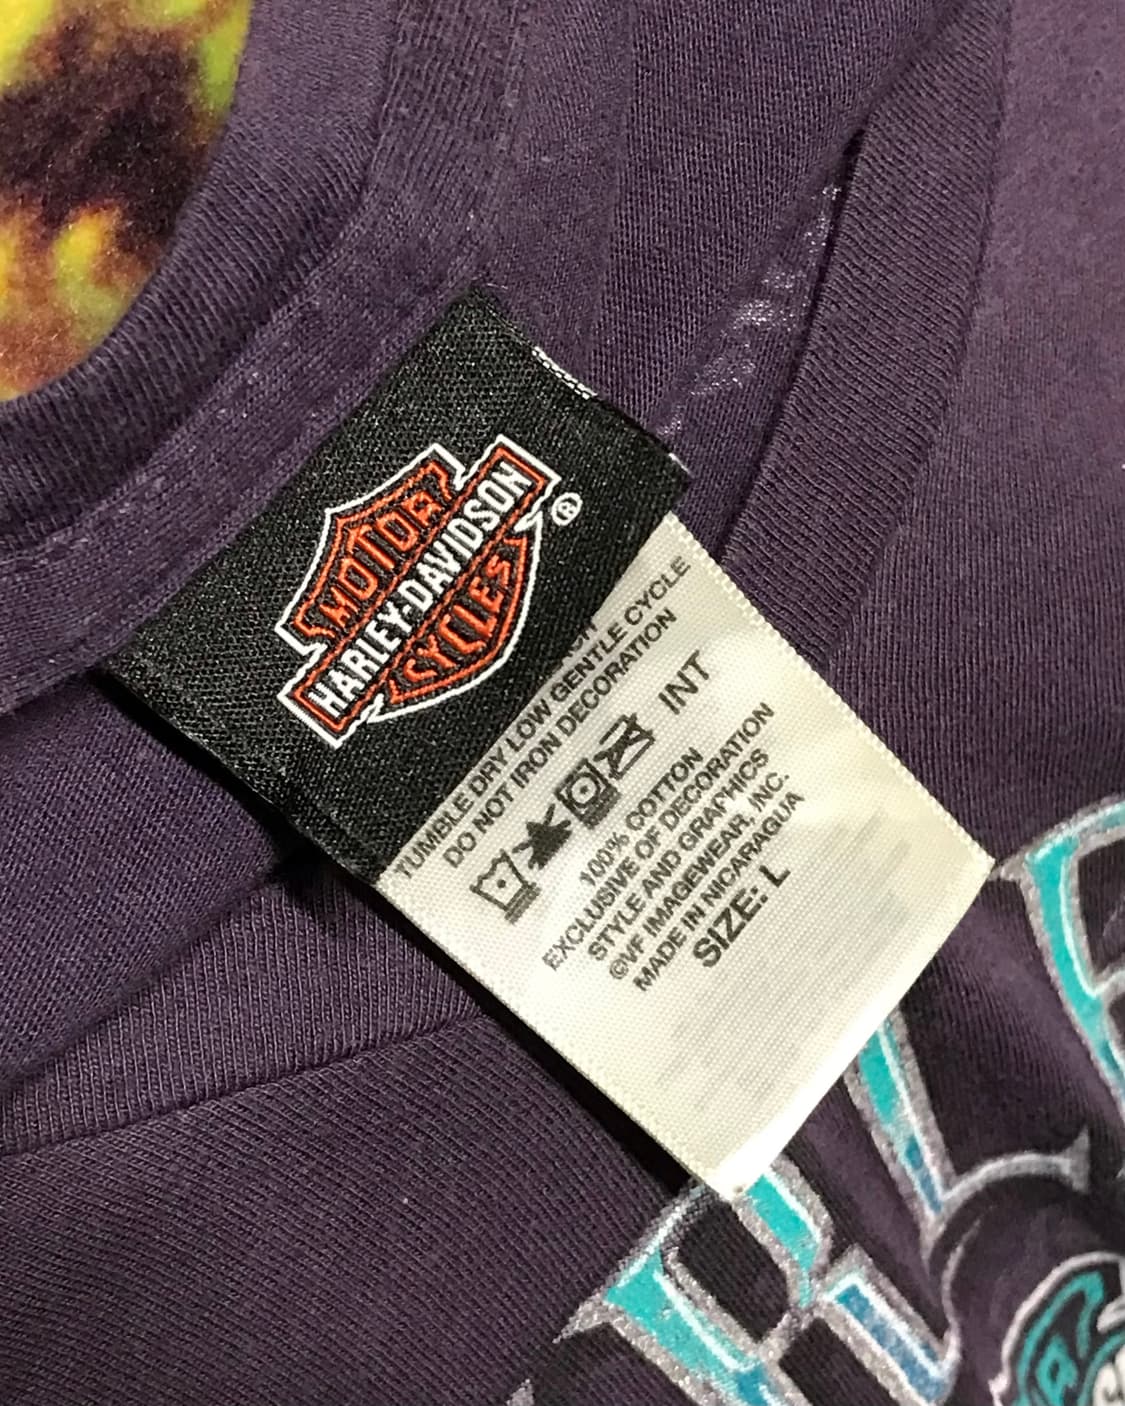 MOTOR
HARLEY-DAVIDSON
CYCLES
®
TUMBLE DRY LOW GENTLE CYCLE
DO NOT IRON DECORATION
INT
100% COTTON
EXCLUSIVE OF DECORATION
STYLE AND GRAPHICS
©VF IMAGEWEAR, INC.
MADE IN NICARAGUA
SIZE: L